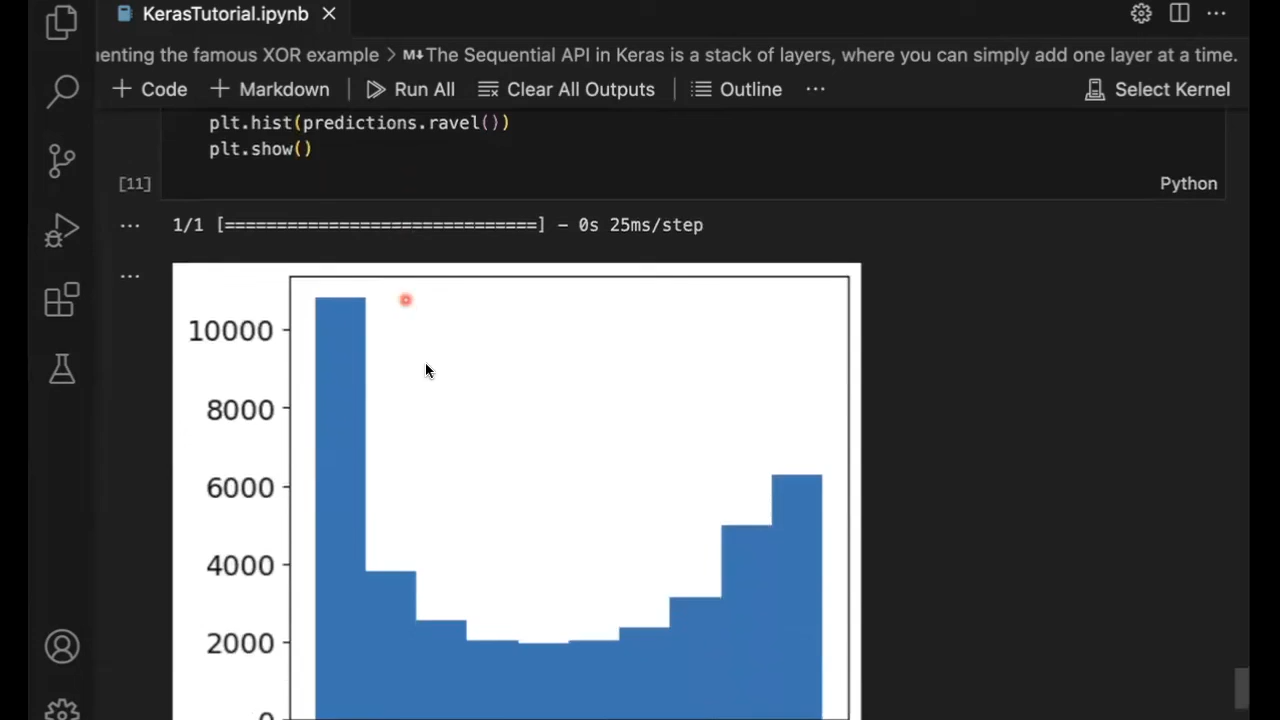 KerasTutorial.ipynb
enting the famous XOR example > M↓ The Sequential API in Keras is a stack of layers, where you can simply add one layer at a time.
+ Code + Markdown Run All Clear All Outputs Outline ... Select Kernel
plt.hist(predictions.ravel())
plt.show()
[11] Python
... 1/1 [==============================] - 0s 25ms/step
...
10000
8000
6000
4000
2000
0